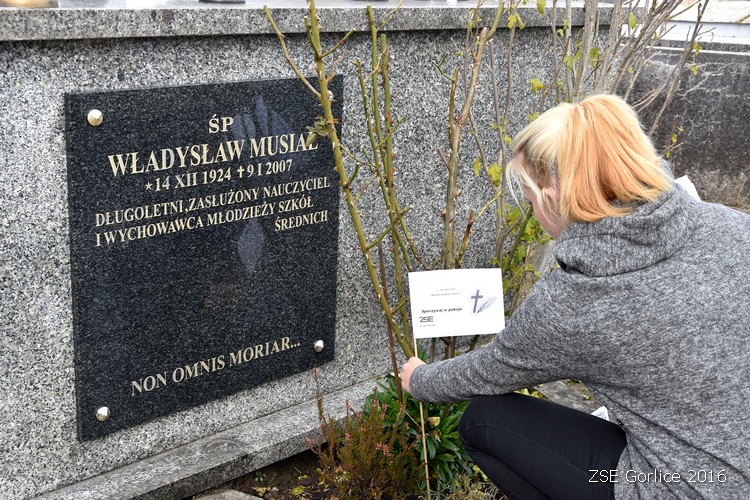 ŚP
WŁADYSŁAW MUSIAŁ
*14 XII 1924 ✝ 9 I 2007
DŁUGOLETNI, ZASŁUŻONY NAUCZYCIEL
I WYCHOWAWCA MŁODZIEŻY SZKÓŁ
ŚREDNICH
NON OMNIS MORIAR...
Spoczywaj w pokoju
ZSE
ZSE Gorlice 2016